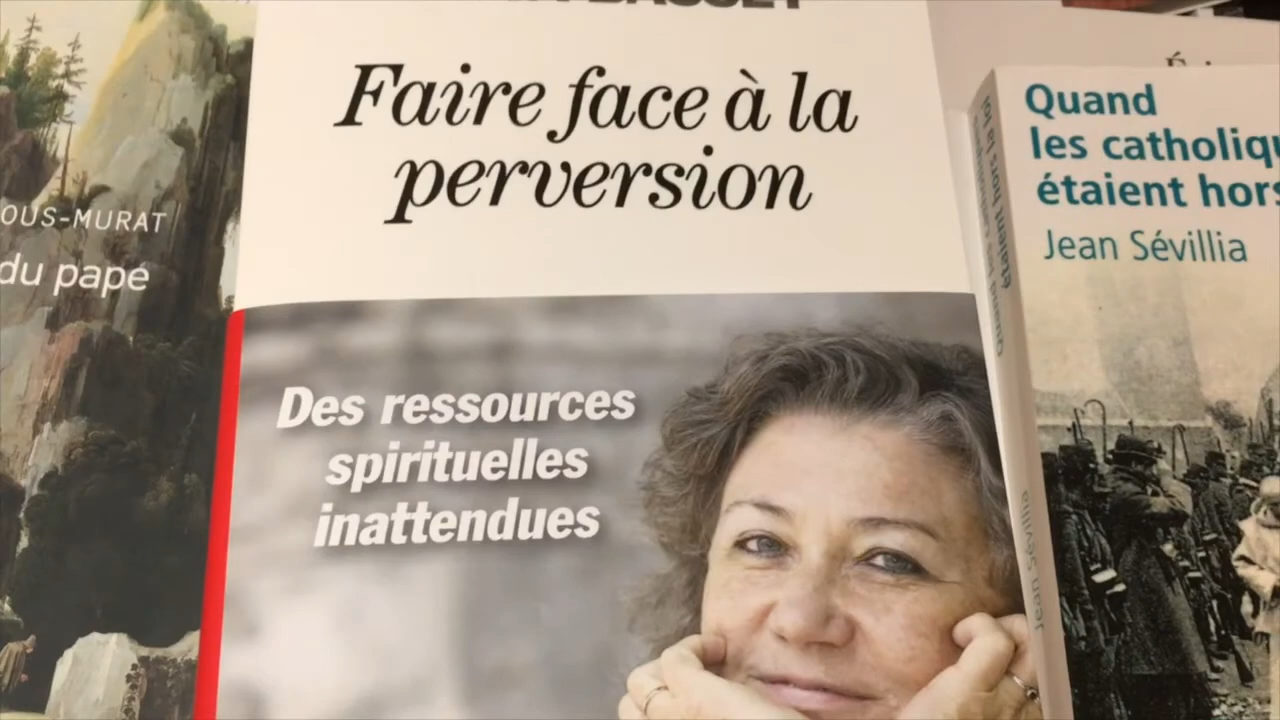 Faire face à la
perversion
Des ressources
spirituelles
inattendues
OUS-MURAT
du pape
Quand
les catholiqu
étaient hors
Jean Sévillia
Jean Sévillia